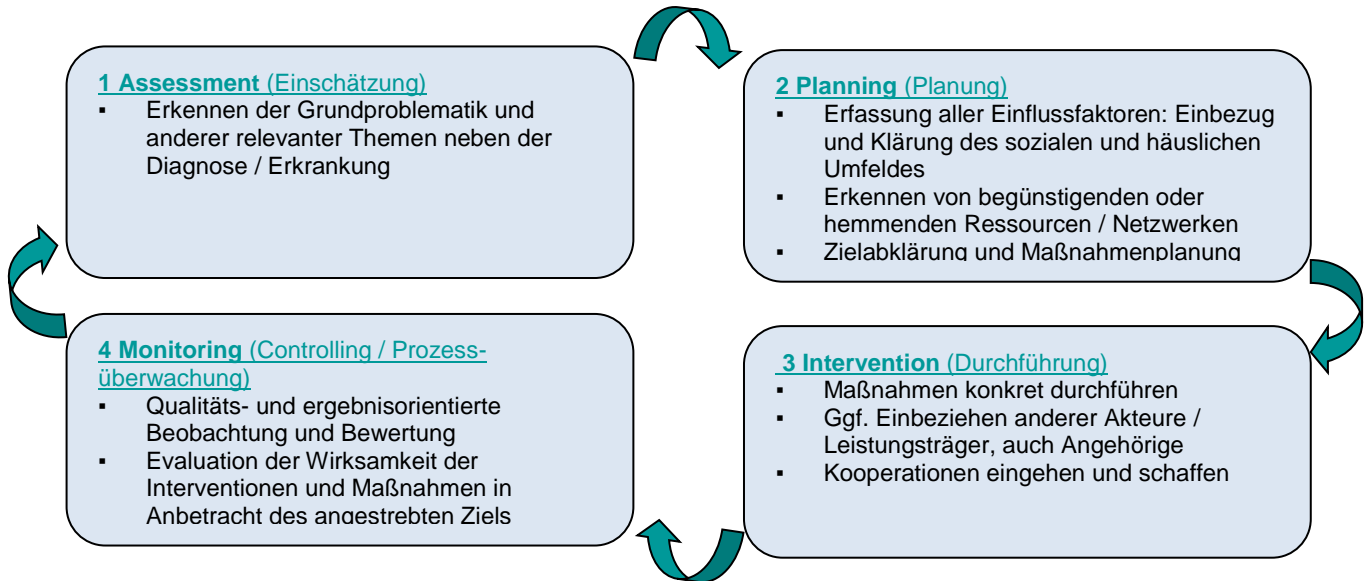 1 Assessment (Einschätzung)
▪ Erkennen der Grundproblematik und
anderer relevanter Themen neben der
Diagnose / Erkrankung
2 Planning (Planung)
▪ Erfassung aller Einflussfaktoren: Einbezug
und Klärung des sozialen und häuslichen
Umfeldes
▪ Erkennen von begünstigenden oder
hemmenden Ressourcen / Netzwerken
▪ Zielabklärung und Maßnahmenplanung
3 Intervention (Durchführung)
▪ Maßnahmen konkret durchführen
▪ Ggf. Einbeziehen anderer Akteure /
Leistungsträger, auch Angehörige
▪ Kooperationen eingehen und schaffen
4 Monitoring (Controlling / Prozess-
überwachung)
▪ Qualitäts- und ergebnisorientierte
Beobachtung und Bewertung
▪ Evaluation der Wirksamkeit der
Interventionen und Maßnahmen in
Anbetracht des angestrebten Ziels